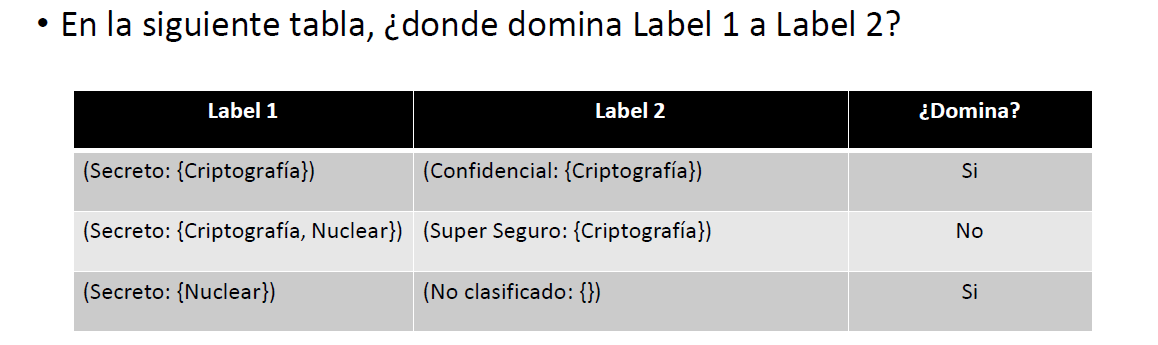 • En la siguiente tabla, ¿donde domina Label 1 a Label 2?
Label 1 Label 2 ¿Domina?
(Secreto: {Criptografía}) (Confidencial: {Criptografía}) Si
(Secreto: {Criptografía, Nuclear}) (Super Seguro: {Criptografía}) No
(Secreto: {Nuclear}) (No clasificado: {}) Si